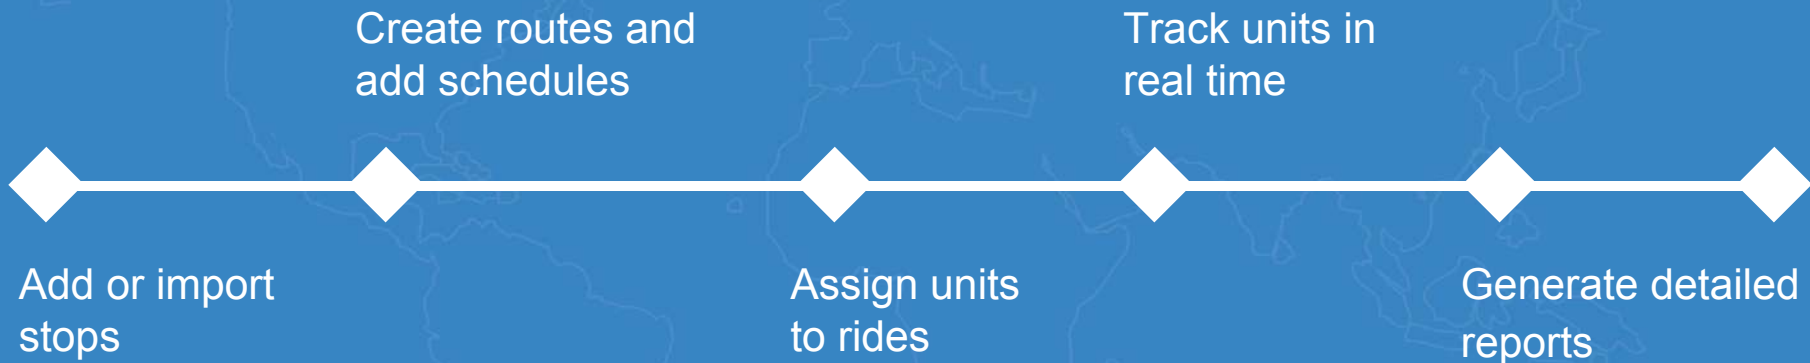 Create routes and
add schedules
Track units in
real time
Add or import
stops
Assign units
to rides
Generate detailed
reports